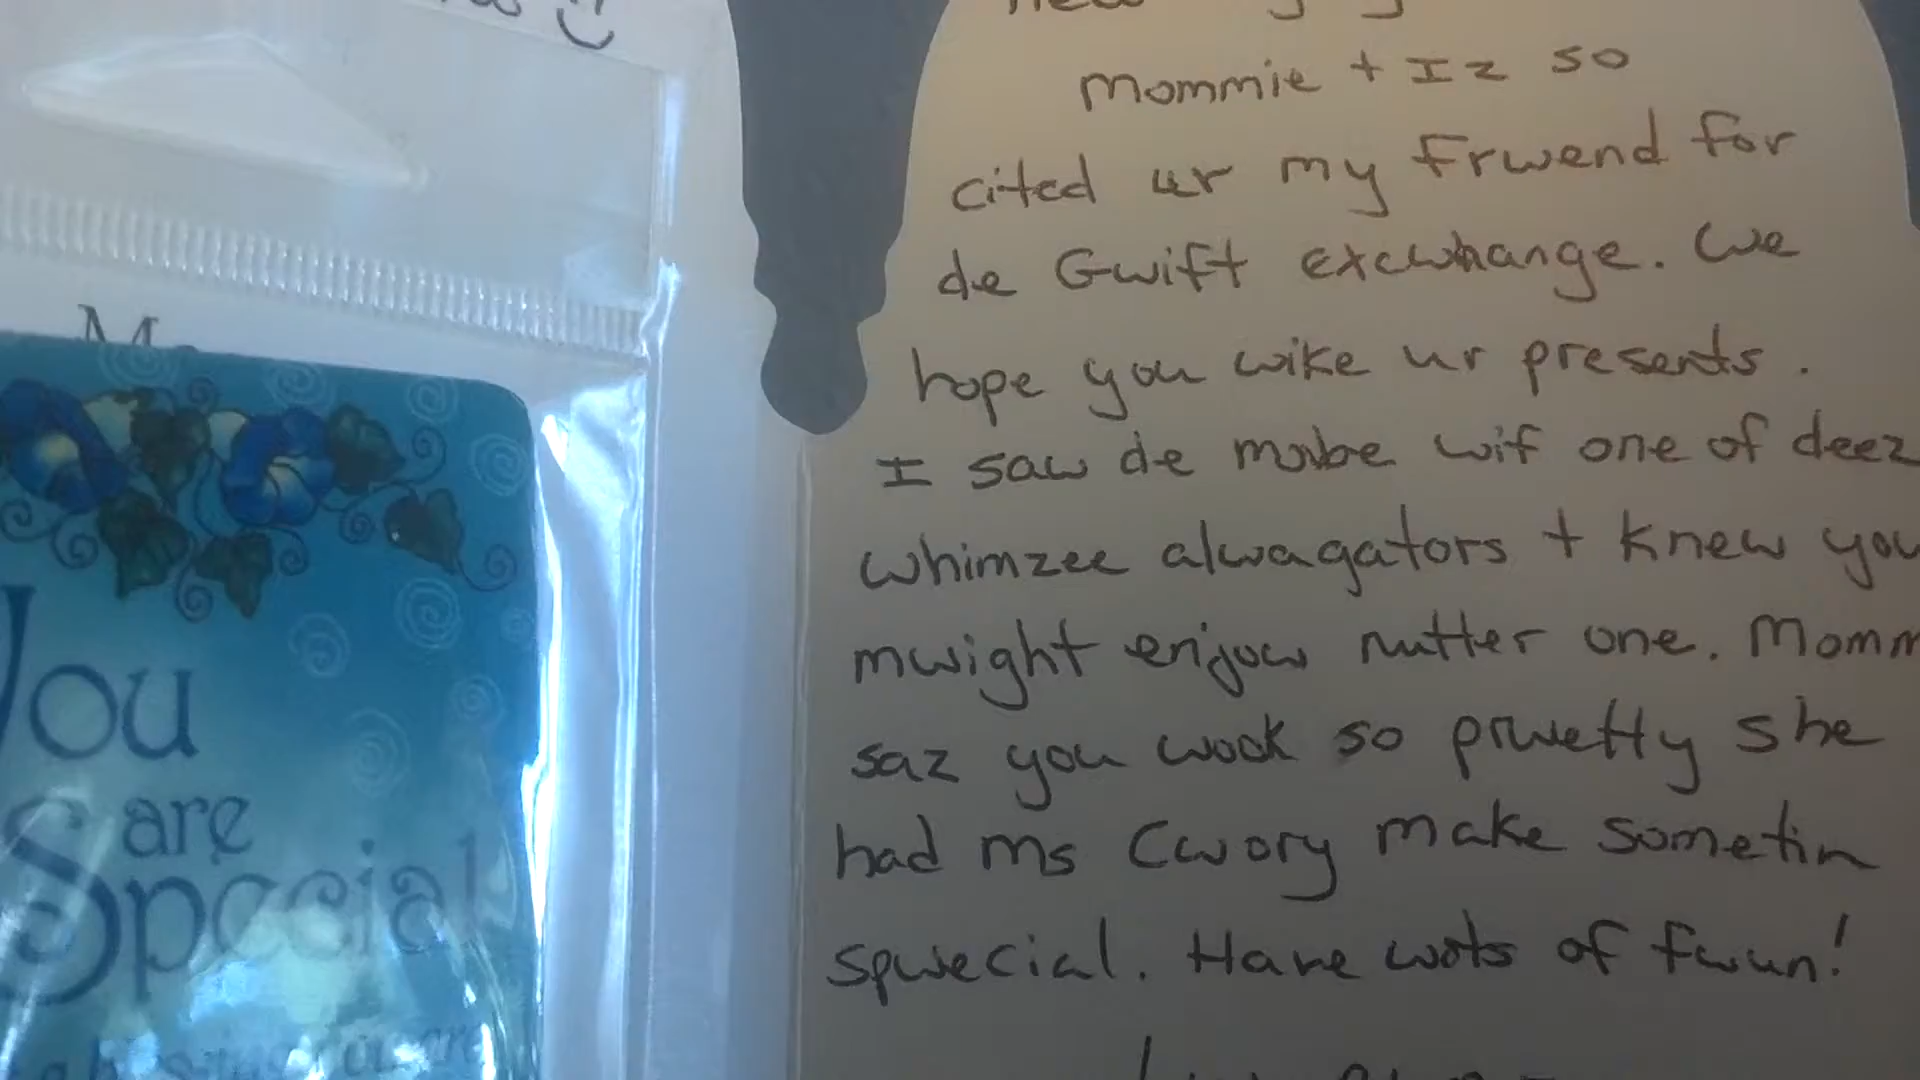 You
are
Special
Mommie + Iz so
cited ur my frwend for
de Gwift excwhange. We
hope you wike ur presents.
I saw de mobe wif one of deez
whimzee alwagators + knew you
mwight enjow nutter one. Momm
saz you wook so prwetty she
had ms Cwory make sometin
spwecial. Have wots of fwun!